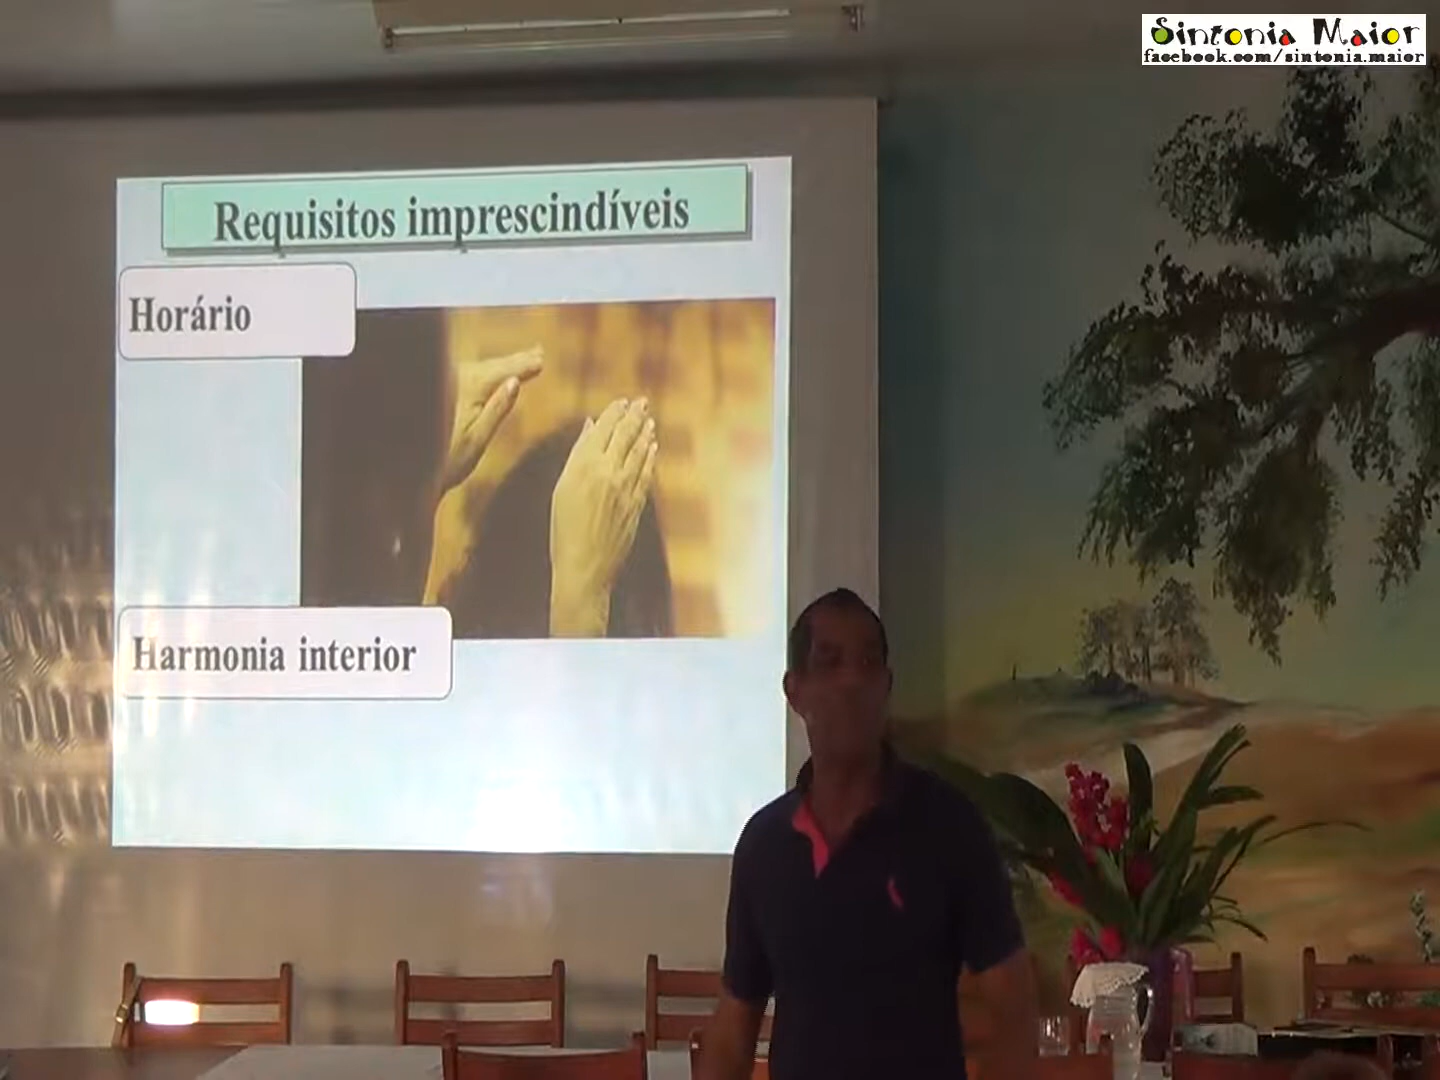 Sintonia Maior
facebook.com/sintonia.maior
Requisitos imprescindíveis
Horário
Harmonia interior